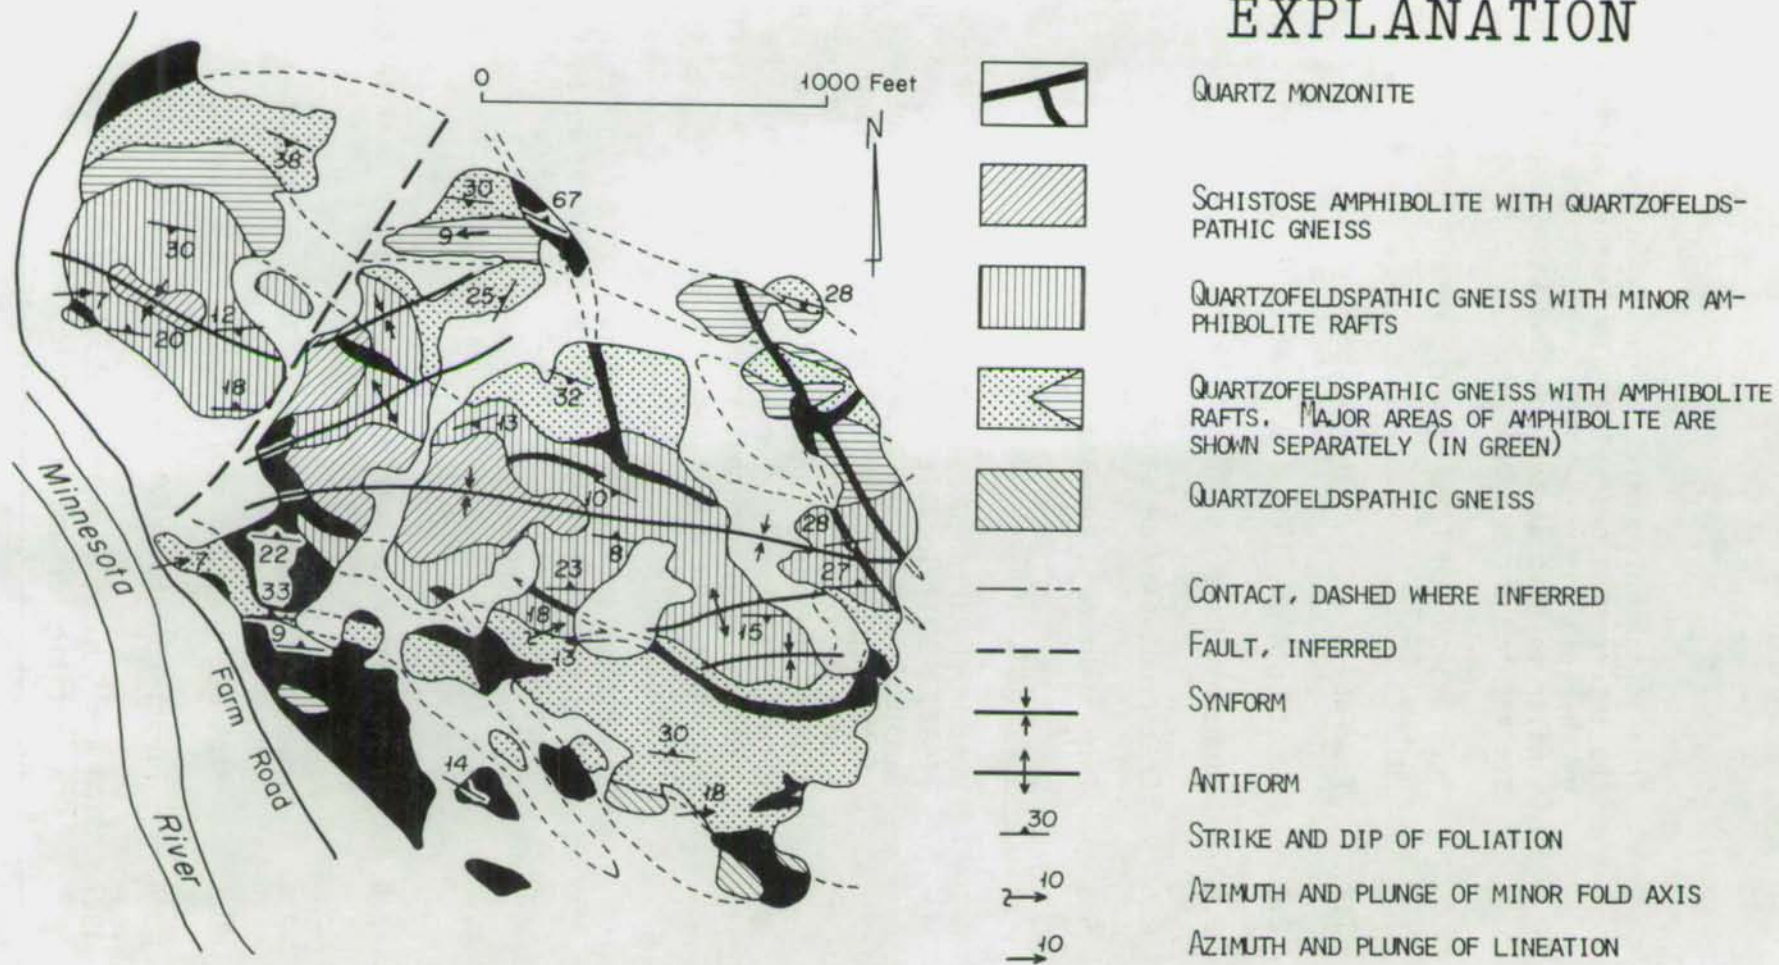 EXPLANATION
0 1000 Feet
N
QUARTZ MONZONITE
SCHISTOSE AMPHIBOLITE WITH QUARTZOFELDS-
PATHIC GNEISS
QUARTZOFELDSPATHIC GNEISS WITH MINOR AM-
PHIBOLITE RAFTS
QUARTZOFELDSPATHIC GNEISS WITH AMPHIBOLITE
RAFTS. MAJOR AREAS OF AMPHIBOLITE ARE
SHOWN SEPARATELY (IN GREEN)
QUARTZOFELDSPATHIC GNEISS
CONTACT, DASHED WHERE INFERRED
FAULT, INFERRED
SYNFORM
ANTIFORM
30
STRIKE AND DIP OF FOLIATION
10
AZIMUTH AND PLUNGE OF MINOR FOLD AXIS
10
AZIMUTH AND PLUNGE OF LINEATION
38
30
67
9
30
25
28
7
12
20
18
32
13
10
28
8
22
7
23
27
33
18
15
9
13
30
14
18
Minnesota
River
Farm
Road